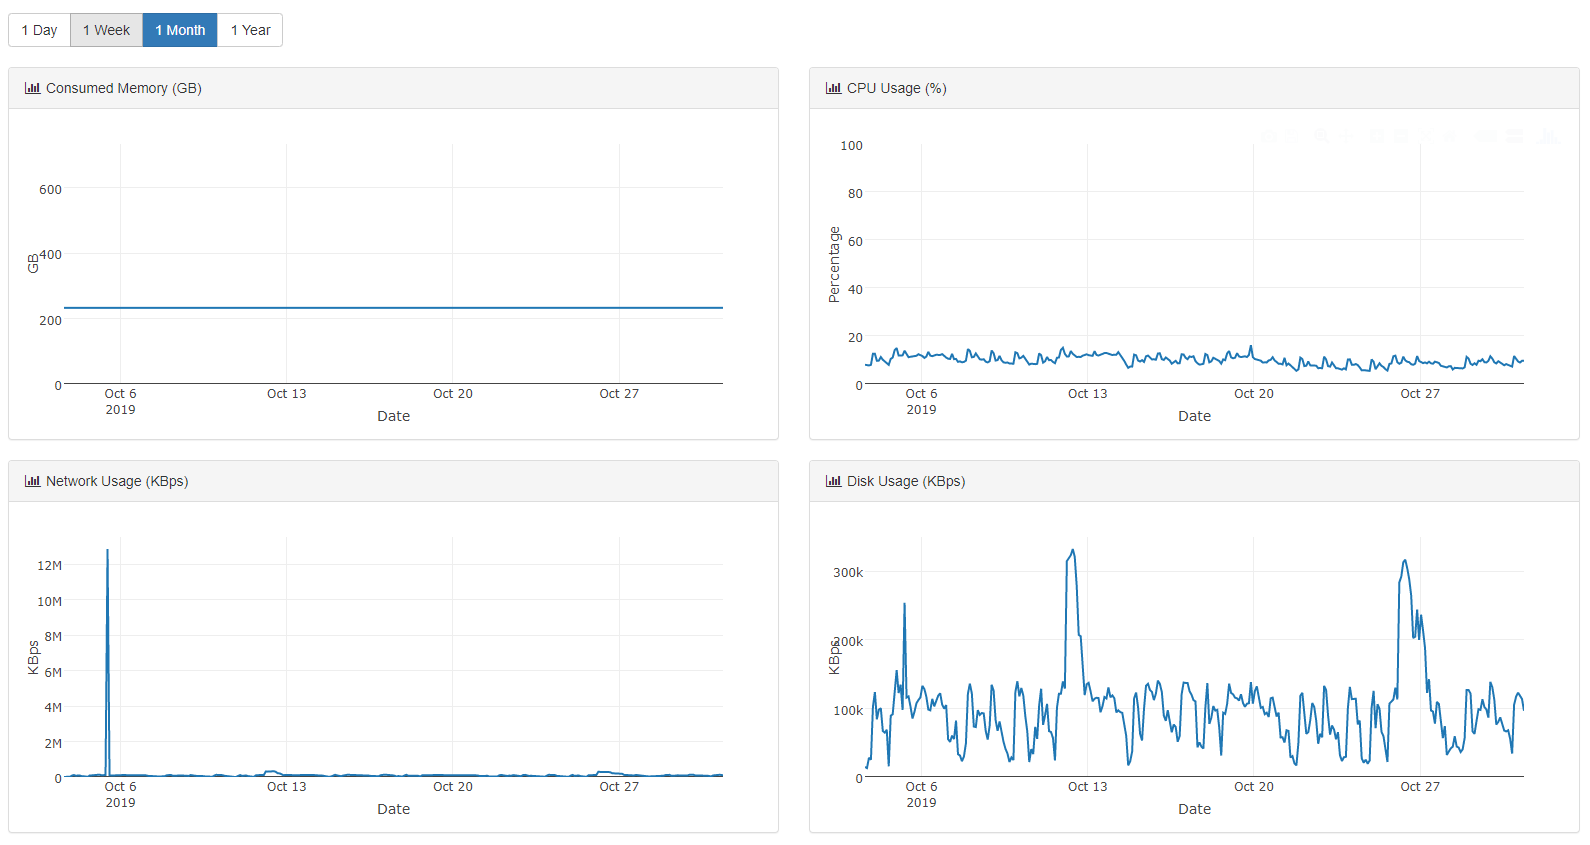 1 Day 1 Week 1 Month 1 Year
Consumed Memory (GB)
600
400
200
0
GB
Oct 6 Oct 13 Oct 20 Oct 27
2019
Date
CPU Usage (%)
100
80
60
40
20
0
Percentage
Oct 6 Oct 13 Oct 20 Oct 27
2019
Date
Network Usage (KBps)
12M
10M
8M
6M
4M
2M
0
KBps
Oct 6 Oct 13 Oct 20 Oct 27
2019
Date
Disk Usage (KBps)
300k
200k
100k
0
KBps
Oct 6 Oct 13 Oct 20 Oct 27
2019
Date